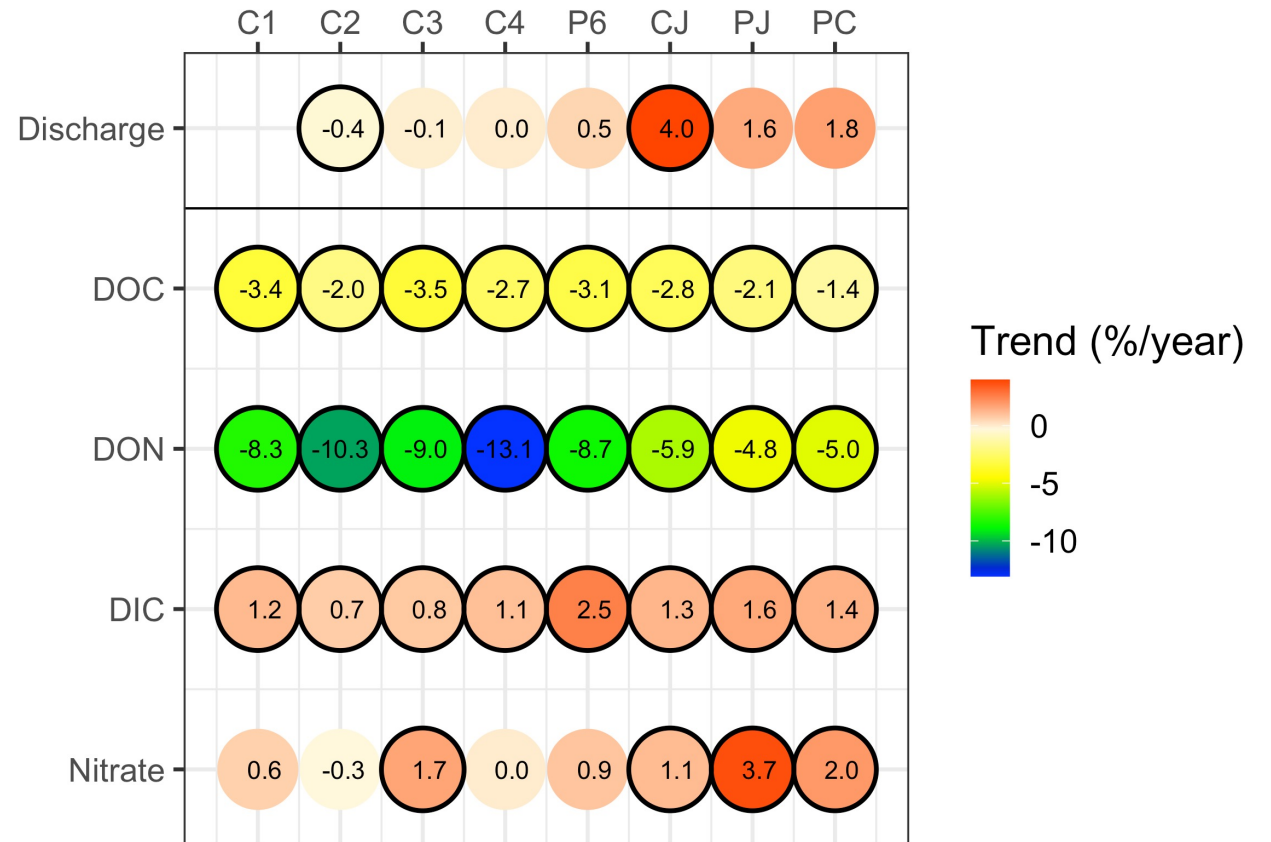 C1 C2 C3 C4 P6 CJ PJ PC
Discharge -0.4 -0.1 0.0 0.5 4.0 1.6 1.8
DOC -3.4 -2.0 -3.5 -2.7 -3.1 -2.8 -2.1 -1.4
DON -8.3 -10.3 -9.0 -13.1 -8.7 -5.9 -4.8 -5.0
DIC 1.2 0.7 0.8 1.1 2.5 1.3 1.6 1.4
Nitrate 0.6 -0.3 1.7 0.0 0.9 1.1 3.7 2.0
Trend (%/year)
0
-5
-10